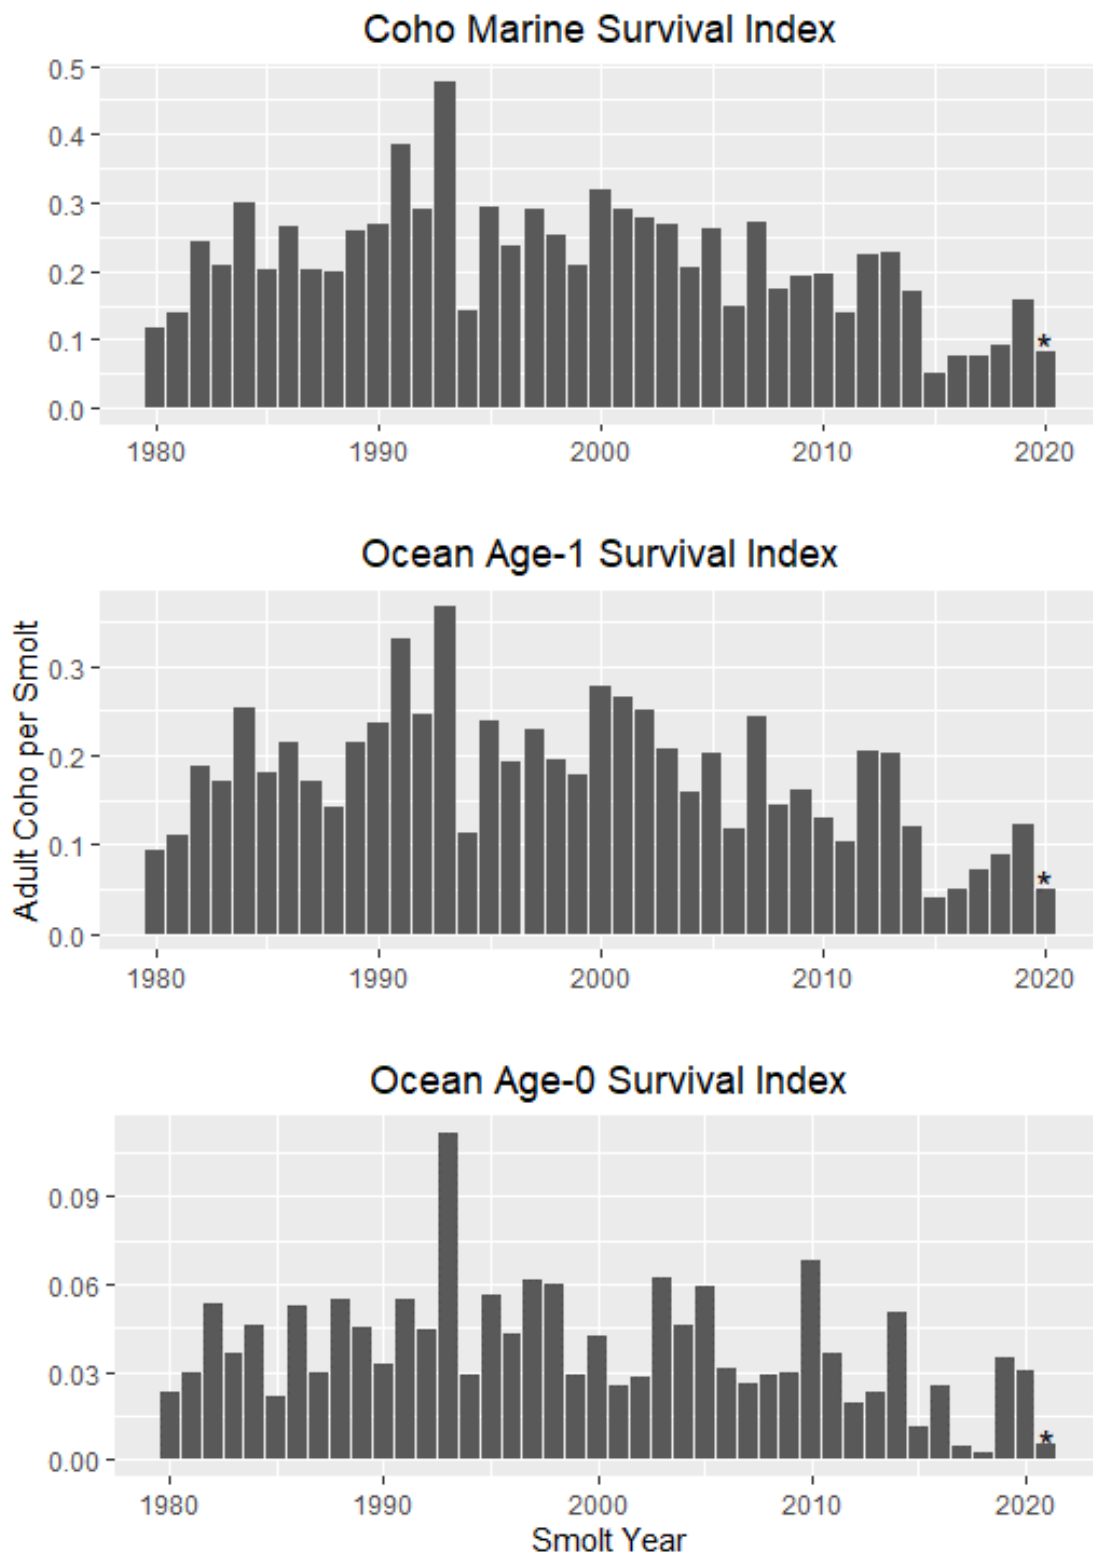 Coho Marine Survival Index
0.5
0.4
0.3
0.2
0.1
0.0
*
1980 1990 2000 2010 2020
Ocean Age-1 Survival Index
Adult Coho per Smolt
0.3
0.2
0.1
0.0
*
1980 1990 2000 2010 2020
Ocean Age-0 Survival Index
0.09
0.06
0.03
0.00
*
1980 1990 2000 2010 2020
Smolt Year